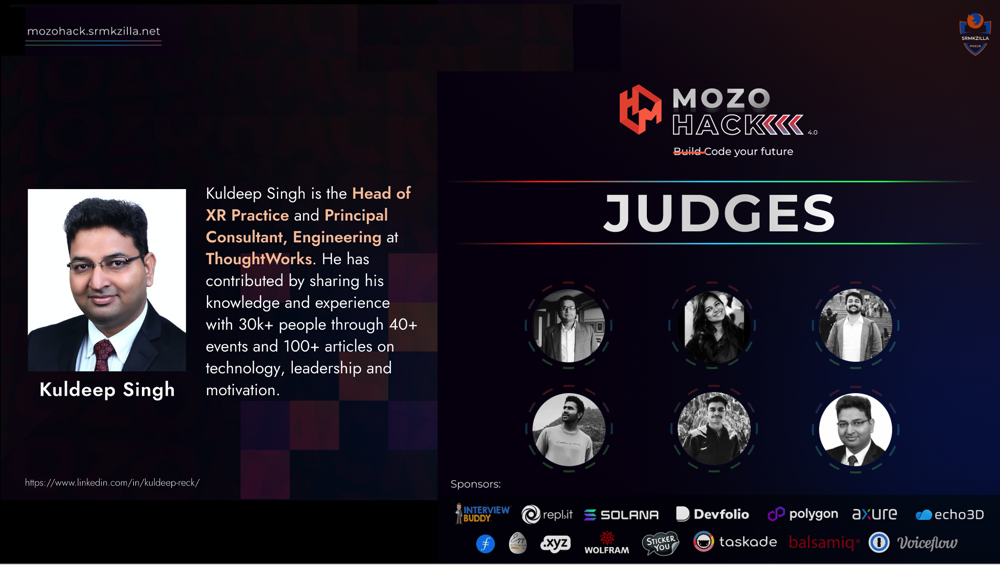 mozohack.srmkzilla.net
SRMKZILLA
MOZOHACK 4.0
Build Code your future
JUDGES
Kuldeep Singh is the Head of
XR Practice and Principal
Consultant, Engineering at
ThoughtWorks. He has
contributed by sharing his
knowledge and experience
with 30k+ people through 40+
events and 100+ articles on
technology, leadership and
motivation.
Kuldeep Singh
https://www.linkedin.com/in/kuldeep-reck/
Sponsors:
INTERVIEW BUDDY replit SOLANA Devfolio polygon axure echo3D
.xyz WOLFRAM STICKER YOU taskade balsamiq Voiceflow